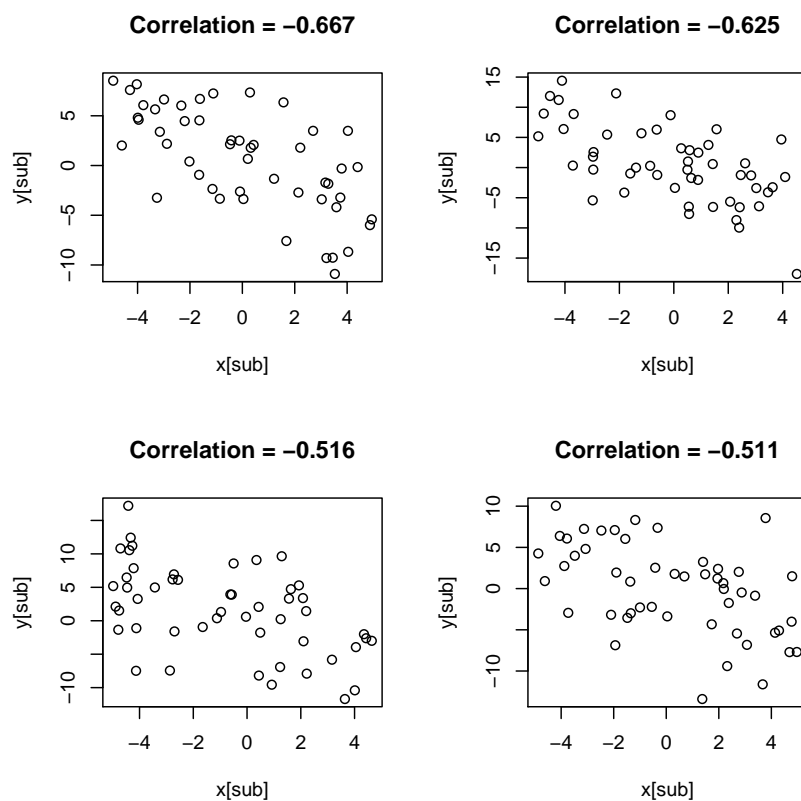 Correlation = −0.667
y[sub]
5
0
−5
−10
−4 −2 0 2 4
x[sub]
Correlation = −0.625
y[sub]
15
5
−5
−15
−4 −2 0 2 4
x[sub]
Correlation = −0.516
y[sub]
10
5
0
−10
−4 −2 0 2 4
x[sub]
Correlation = −0.511
y[sub]
10
5
0
−10
−4 −2 0 2 4
x[sub]